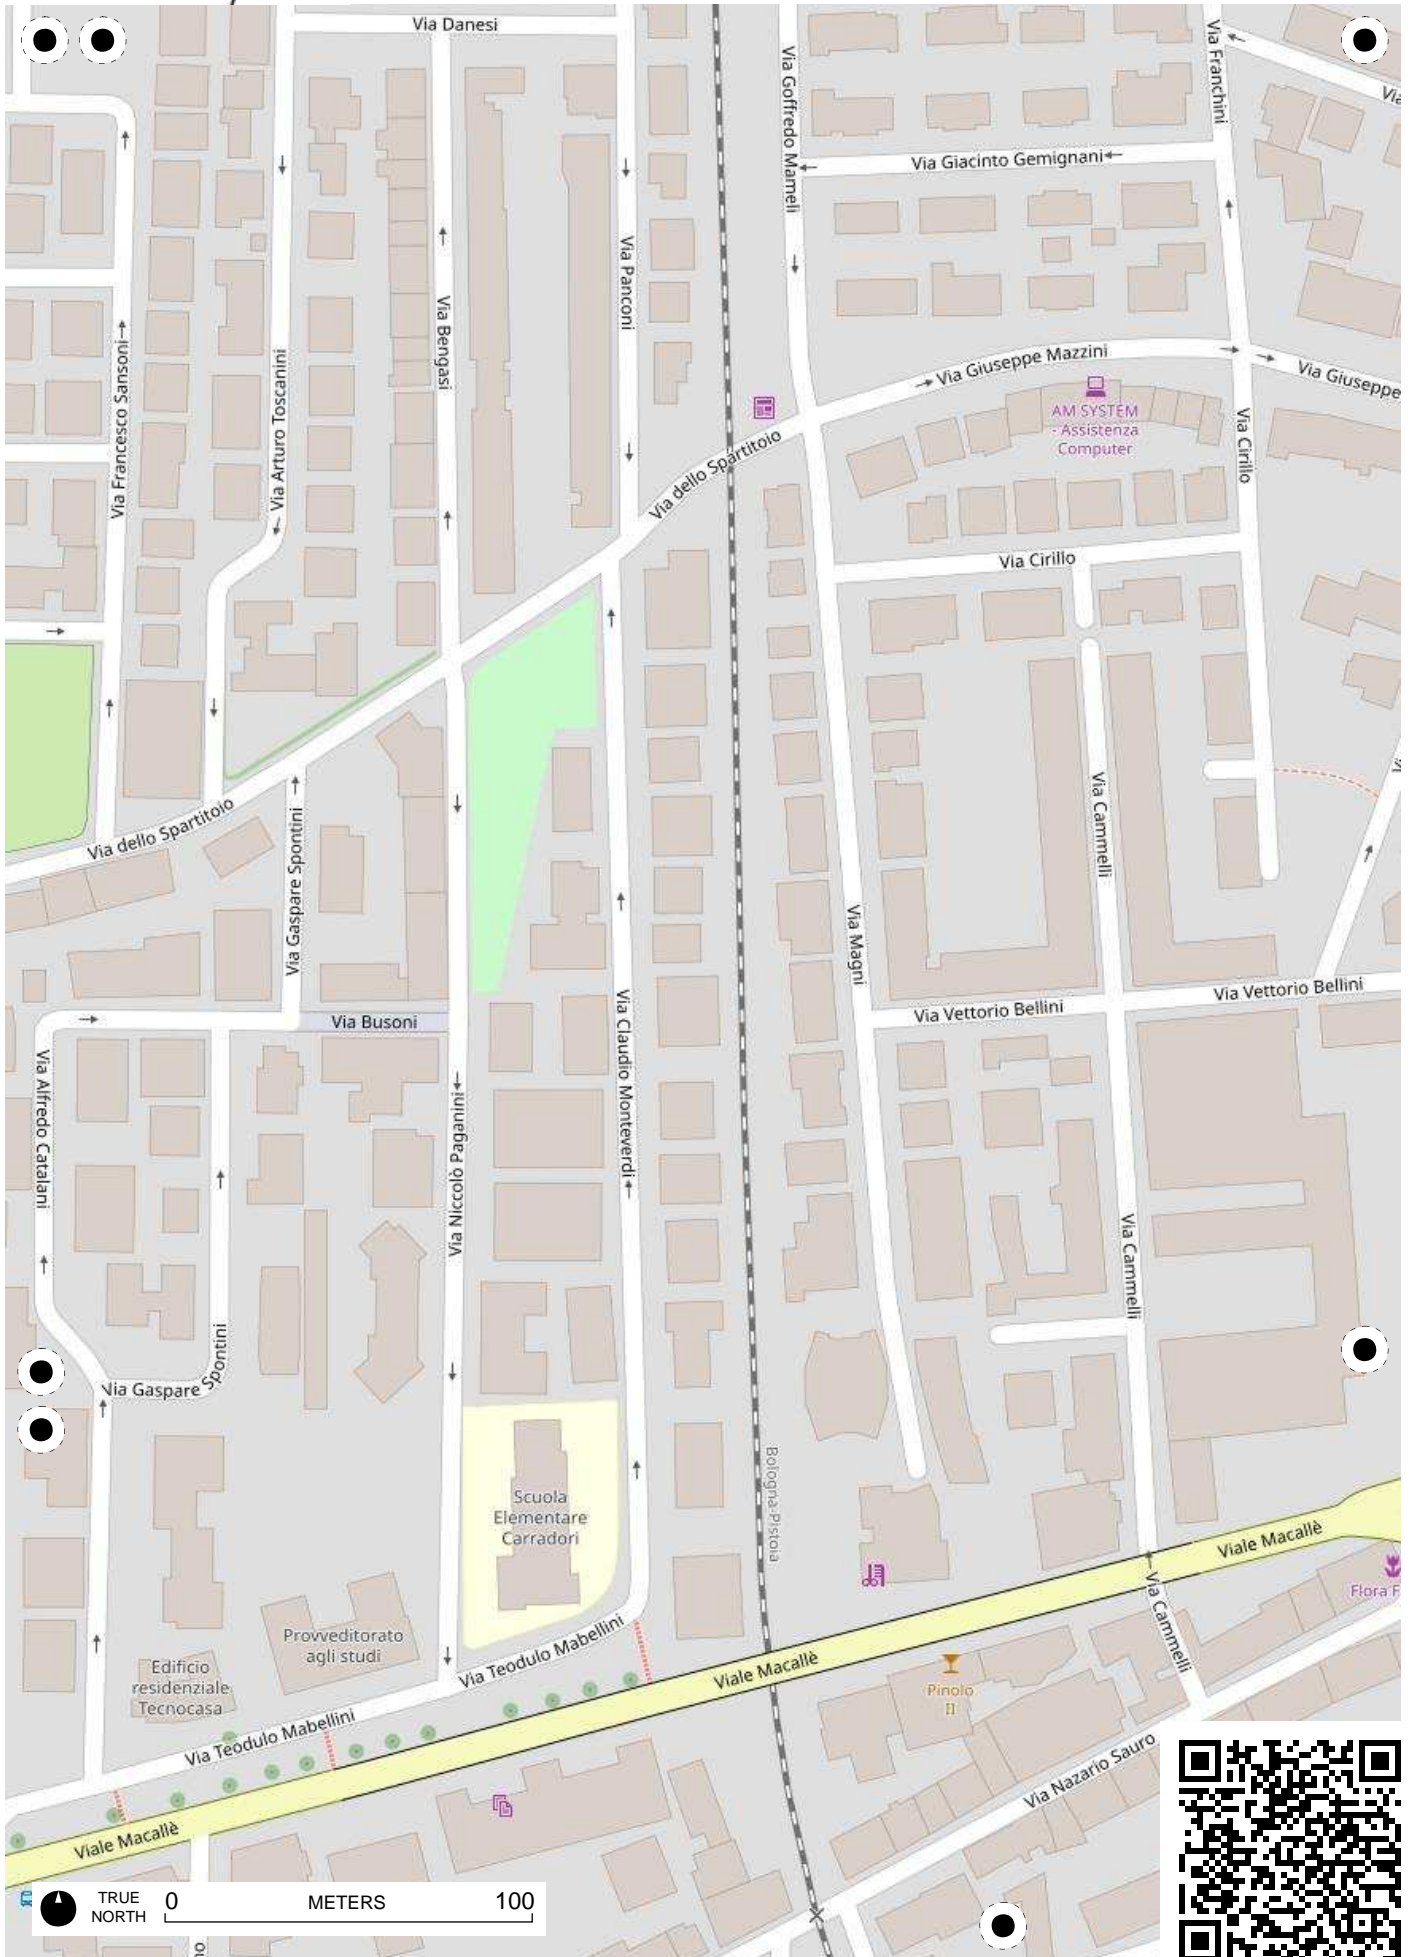 Via Danesi
Via Goffredo Mameli
Via Franchini
Via Giacinto Gemignani
Via Panconi
Via Bengasi
Via Francesco Sansoni
Via Arturo Toscanini
Via Giuseppe Mazzini
Via Giuseppe
AM SYSTEM
- Assistenza
Computer
Via Cirillo
Via dello Spartitoio
Via Cirillo
Via Cammelli
Via dello Spartitoio
Via Gaspare Spontini
Via Magni
Via Vettorio Bellini
Via Vettorio Bellini
Via Busoni
Via Claudio Monteverdi
Via Alfredo Catalani
Via Niccolò Paganini
Via Cammelli
Via Gaspare Spontini
Bologna-Pistoia
Scuola
Elementare
Carradori
Viale Macallè
Via Cammelli
Flora F
Provveditorato
agli studi
Via Teodulo Mabellini
Edificio
residenziale
Tecnocasa
Viale Macallè
Pinolo
II
Via Teodulo Mabellini
Via Nazario Sauro
Viale Macallè
TRUE
NORTH
0 METERS 100